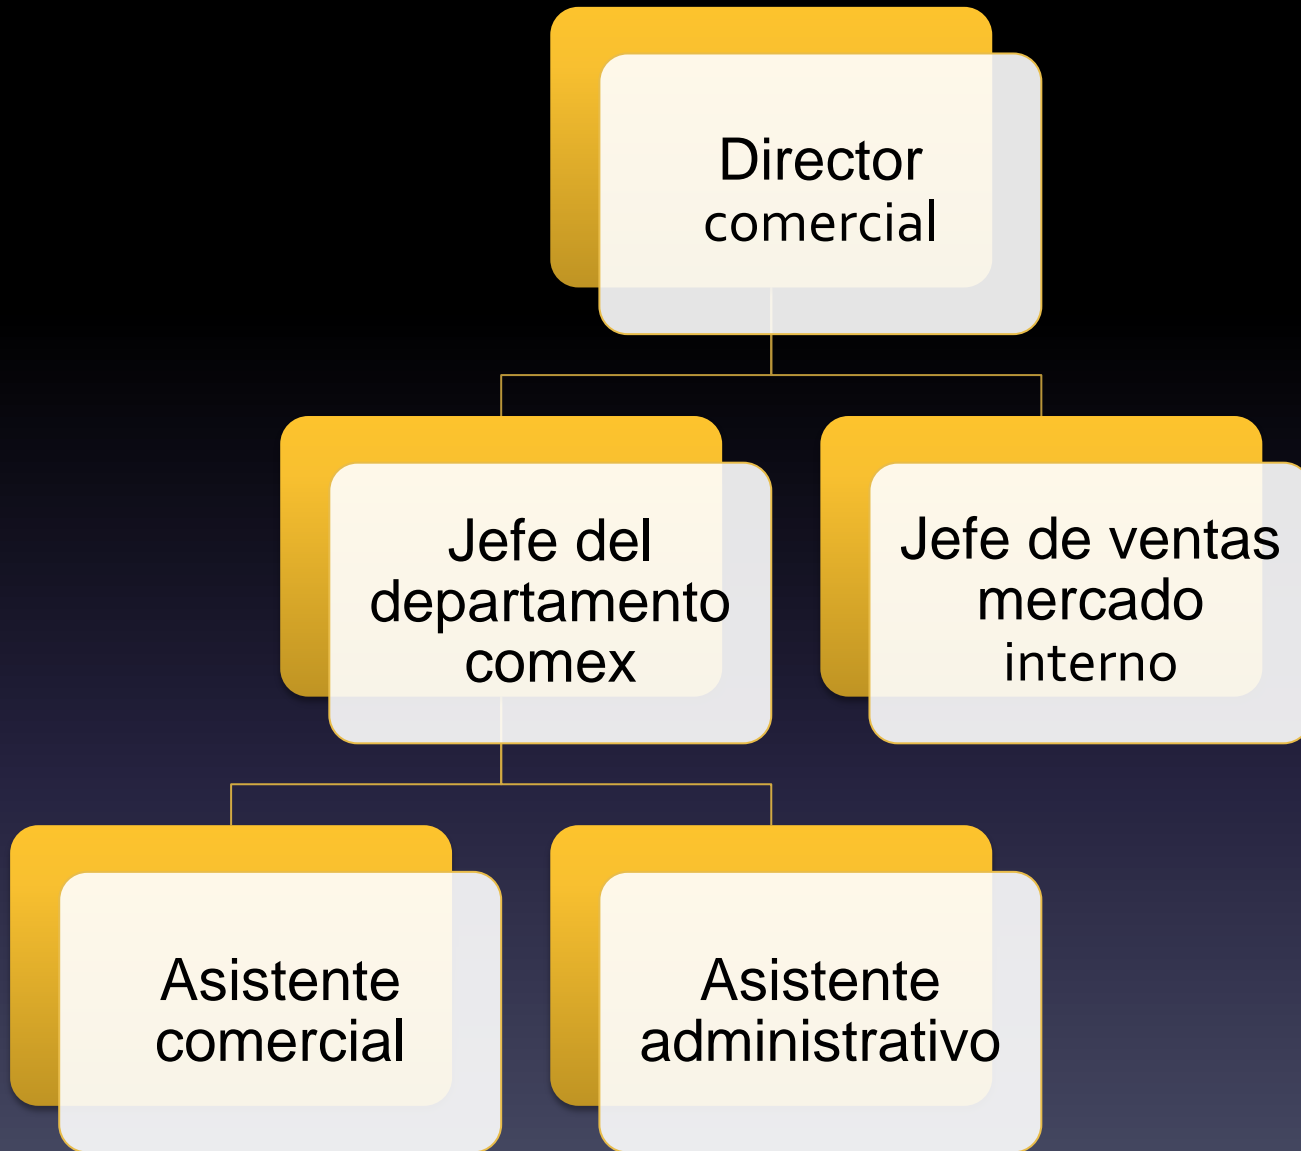 Director
comercial
Jefe del
departamento
comex
Jefe de ventas
mercado
interno
Asistente
comercial
Asistente
administrativo